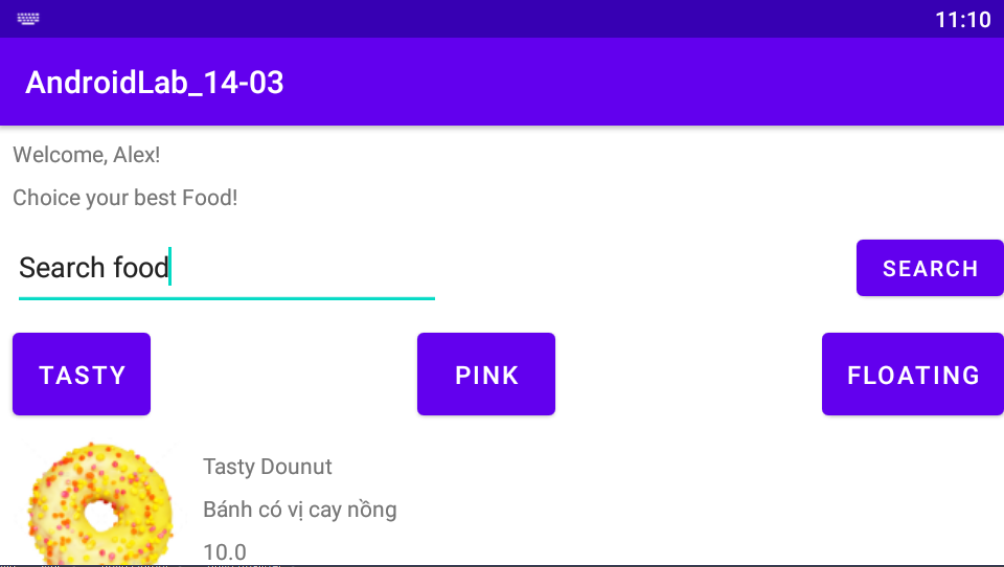 11:10
AndroidLab_14-03
Welcome, Alex!
Choice your best Food!
Search food
SEARCH
TASTY
PINK
FLOATING
Tasty Dounut
Bánh có vị cay nồng
10.0